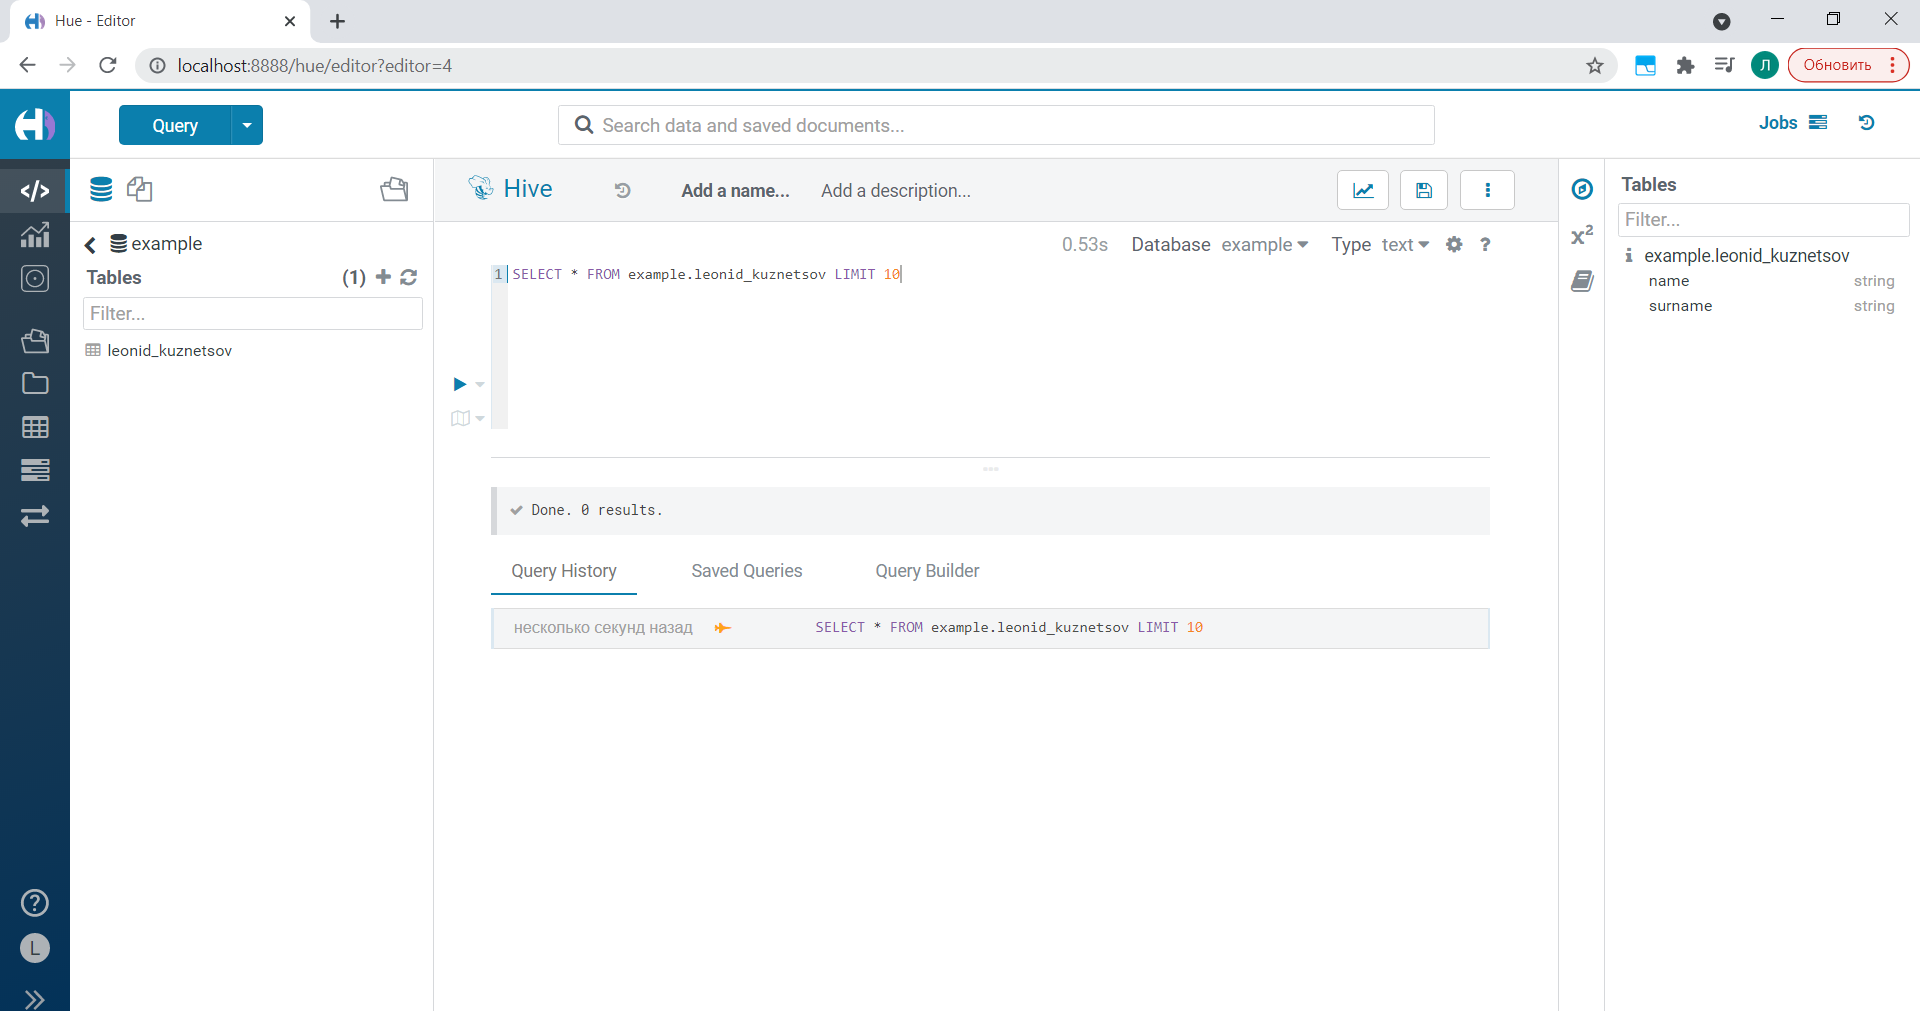 Hue - Editor
localhost:8888/hue/editor?editor=4
Л
Обновить
Query
Search data and saved documents...
Jobs
Hive
Add a name...
Add a description...
Tables
Filter...
example.leonid_kuznetsov
name string
surname string
example
Tables (1)
Filter...
leonid_kuznetsov
0.53s Database example Type text ?
1 SELECT * FROM example.leonid_kuznetsov LIMIT 10
Done. 0 results.
Query History Saved Queries Query Builder
несколько секунд назад SELECT * FROM example.leonid_kuznetsov LIMIT 10
L